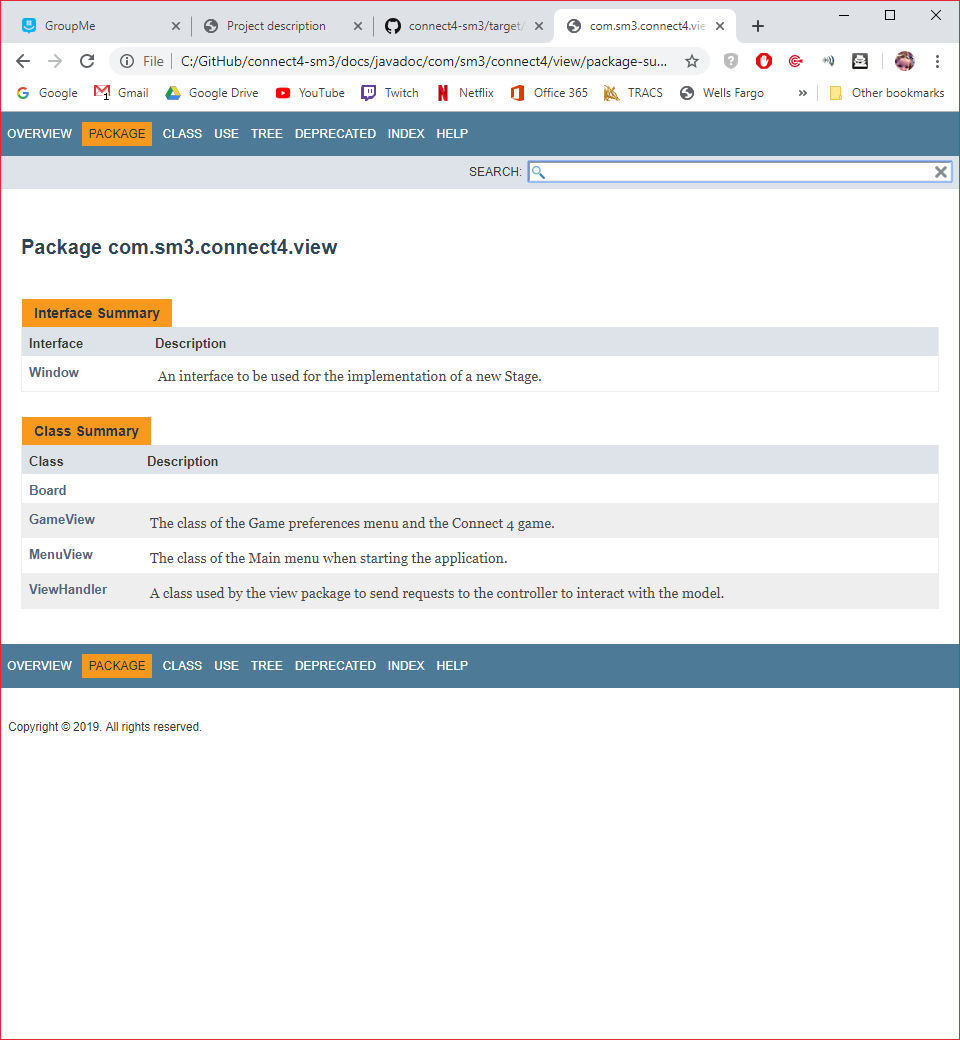 GroupMe
Project description
connect4-sm3/target/
com.sm3.connect4.vie
File
C:/GitHub/connect4-sm3/docs/javadoc/com/sm3/connect4/view/package-su...
Google Gmail Google Drive YouTube Twitch Netflix Office 365 TRACS Wells Fargo » Other bookmarks
OVERVIEW PACKAGE CLASS USE TREE DEPRECATED INDEX HELP
SEARCH:
Package com.sm3.connect4.view
Interface Summary
Interface Description
Window An interface to be used for the implementation of a new Stage.
Class Summary
Class Description
Board
GameView The class of the Game preferences menu and the Connect 4 game.
MenuView The class of the Main menu when starting the application.
ViewHandler A class used by the view package to send requests to the controller to interact with the model.
OVERVIEW PACKAGE CLASS USE TREE DEPRECATED INDEX HELP
Copyright © 2019. All rights reserved.